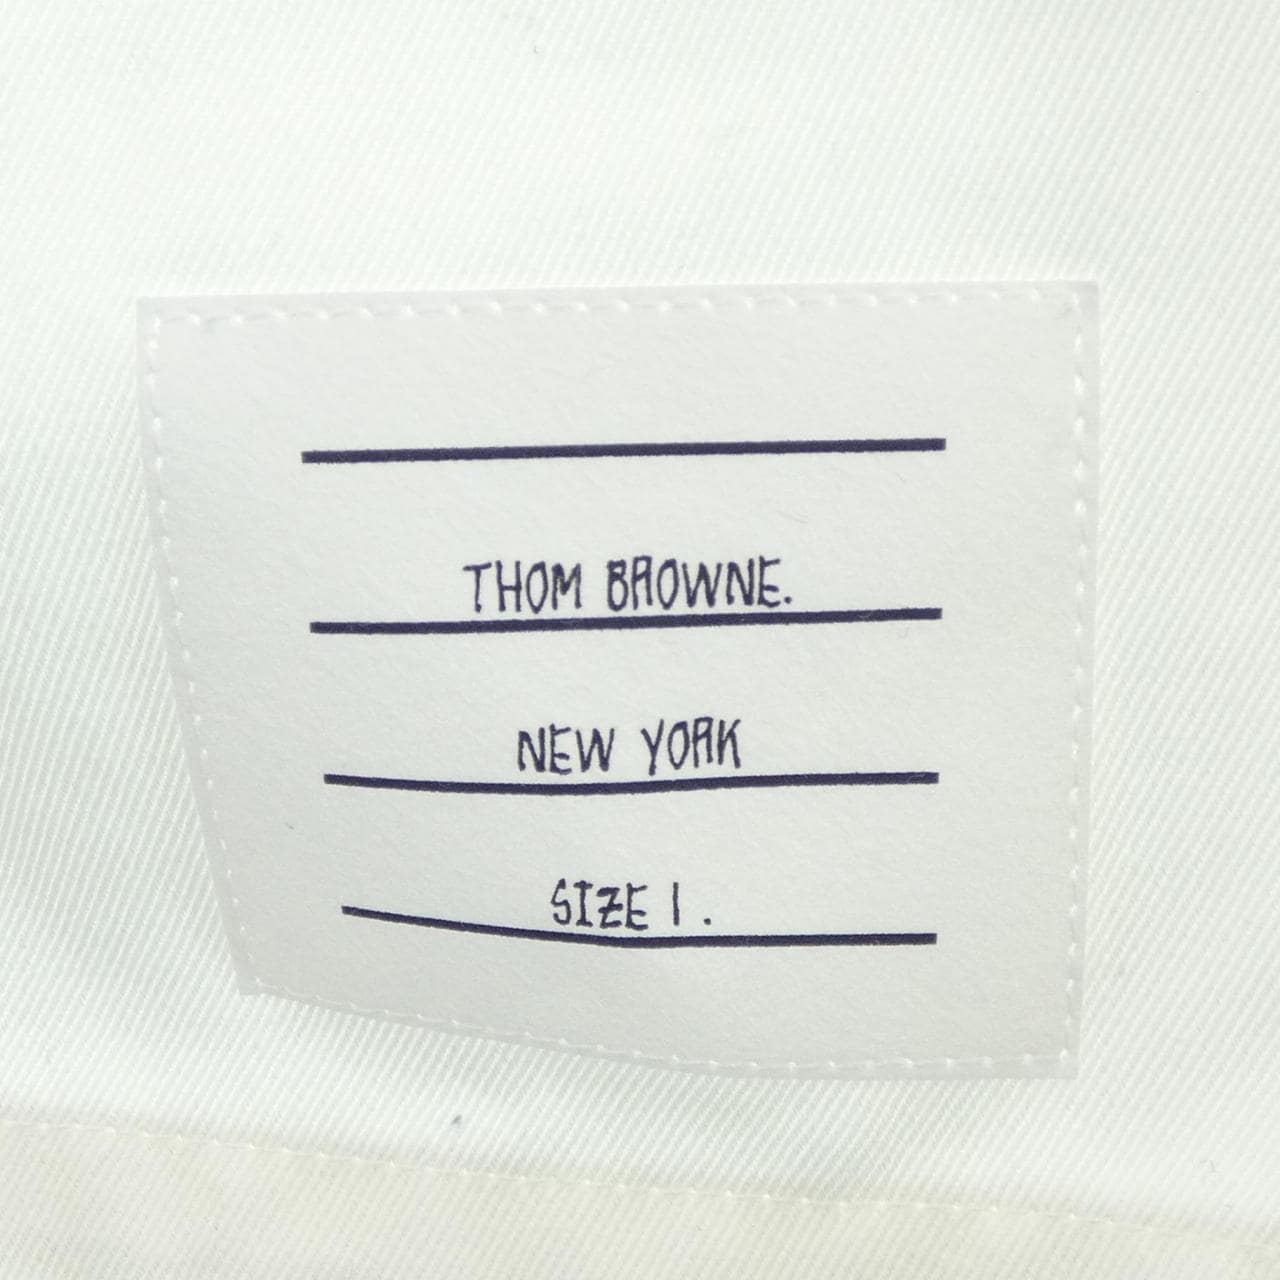 THOM BROWNE.
NEW YORK
SIZE 1.